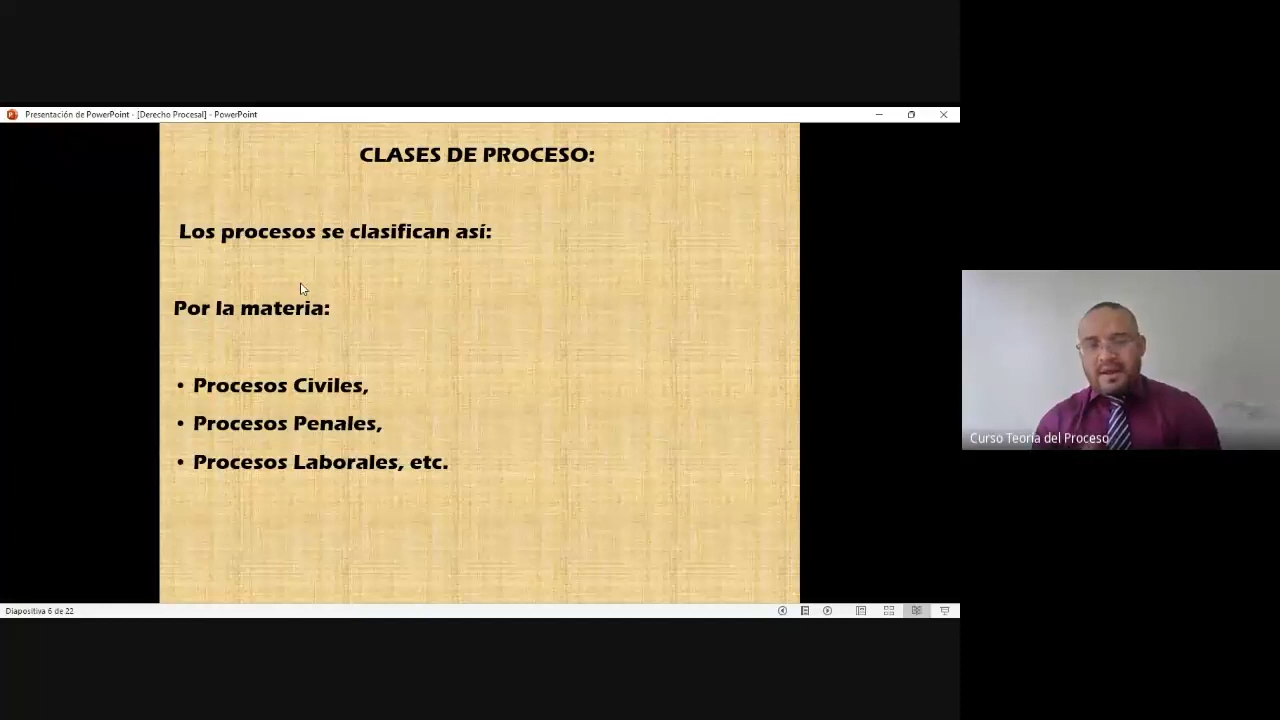 Presentación de PowerPoint - [Derecho Procesal] - PowerPoint
CLASES DE PROCESO:
Los procesos se clasifican así:
Por la materia:
• Procesos Civiles,
• Procesos Penales,
• Procesos Laborales, etc.
Curso Teoría del Proceso
Diapositiva 6 de 22